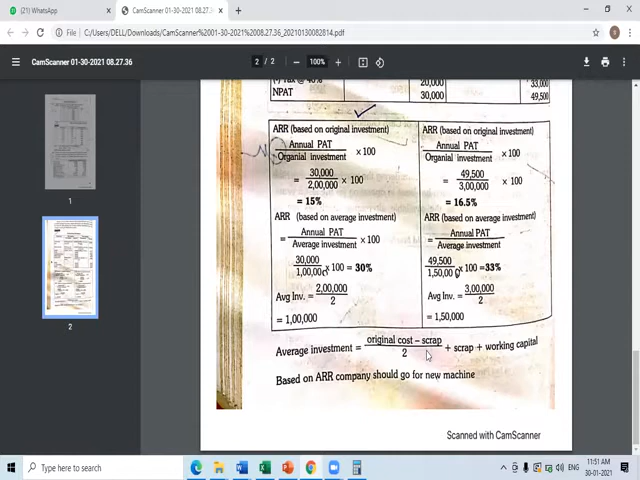 (21) WhatsApp
CamScanner 01-30-2021 08.27.36
File | C:/Users/DELL/Downloads/CamScanner%2001-30-2021%2008.27.36_20210130082814.pdf
CamScanner 01-30-2021 08.27.36
2 / 2
100%
1
2
(-) Tax @ 40% 20,000 33,000
NPAT 30,000 49,500
ARR (based on original investment)
Annual PAT
Organial investment × 100
= 30,000
2,00,000 × 100
= 15%
ARR (based on average investment)
= Annual PAT
Average investment × 100
30,000
1,00,000 × 100 = 30%
Avg Inv. = 2,00,000
2
= 1,00,000
ARR (based on original investment)
Annual PAT
Organial investment × 100
= 49,500
3,00,000 × 100
= 16.5%
ARR (based on average investment)
= Annual PAT
Average investment
49,500
1,50,000 × 100 = 33%
Avg Inv. = 3,00,000
2
= 1,50,000
Average investment = original cost – scrap
2 + scrap + working capital
Based on ARR company should go for new machine
Scanned with CamScanner
Type here to search
ENG
11:51 AM
30-01-2021